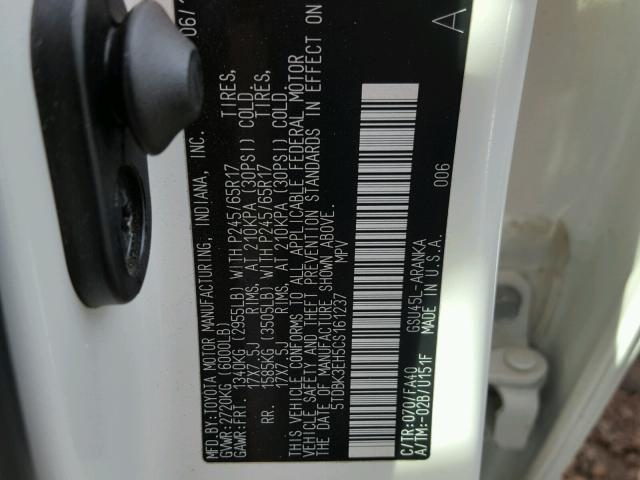 MFD.BY:TOYOTA MOTOR MANUFACTURING, INDIANA, INC. 06/
GVWR:2720KG (6000LB)
GAWR:FRT. 1340KG (2955LB) WITH P245/65R17 TIRES,
17X7.5J RIMS, AT 210KPA (30PSI) COLD.
RR. 1585KG (3505LB) WITH P245/65R17 TIRES,
17X7.5J RIMS, AT 210KPA (30PSI) COLD.
THIS VEHICLE CONFORMS TO ALL APPLICABLE FEDERAL MOTOR
VEHICLE SAFETY AND THEFT PREVENTION STANDARDS IN EFFECT ON
THE DATE OF MANUFACTURE SHOWN ABOVE.
5TDBK3EH5CS161237 MPV
C/TR:070/FA40 GSU45L-ARANKA 006 A
A/TM:-02B/U151F MADE IN U.S.A.